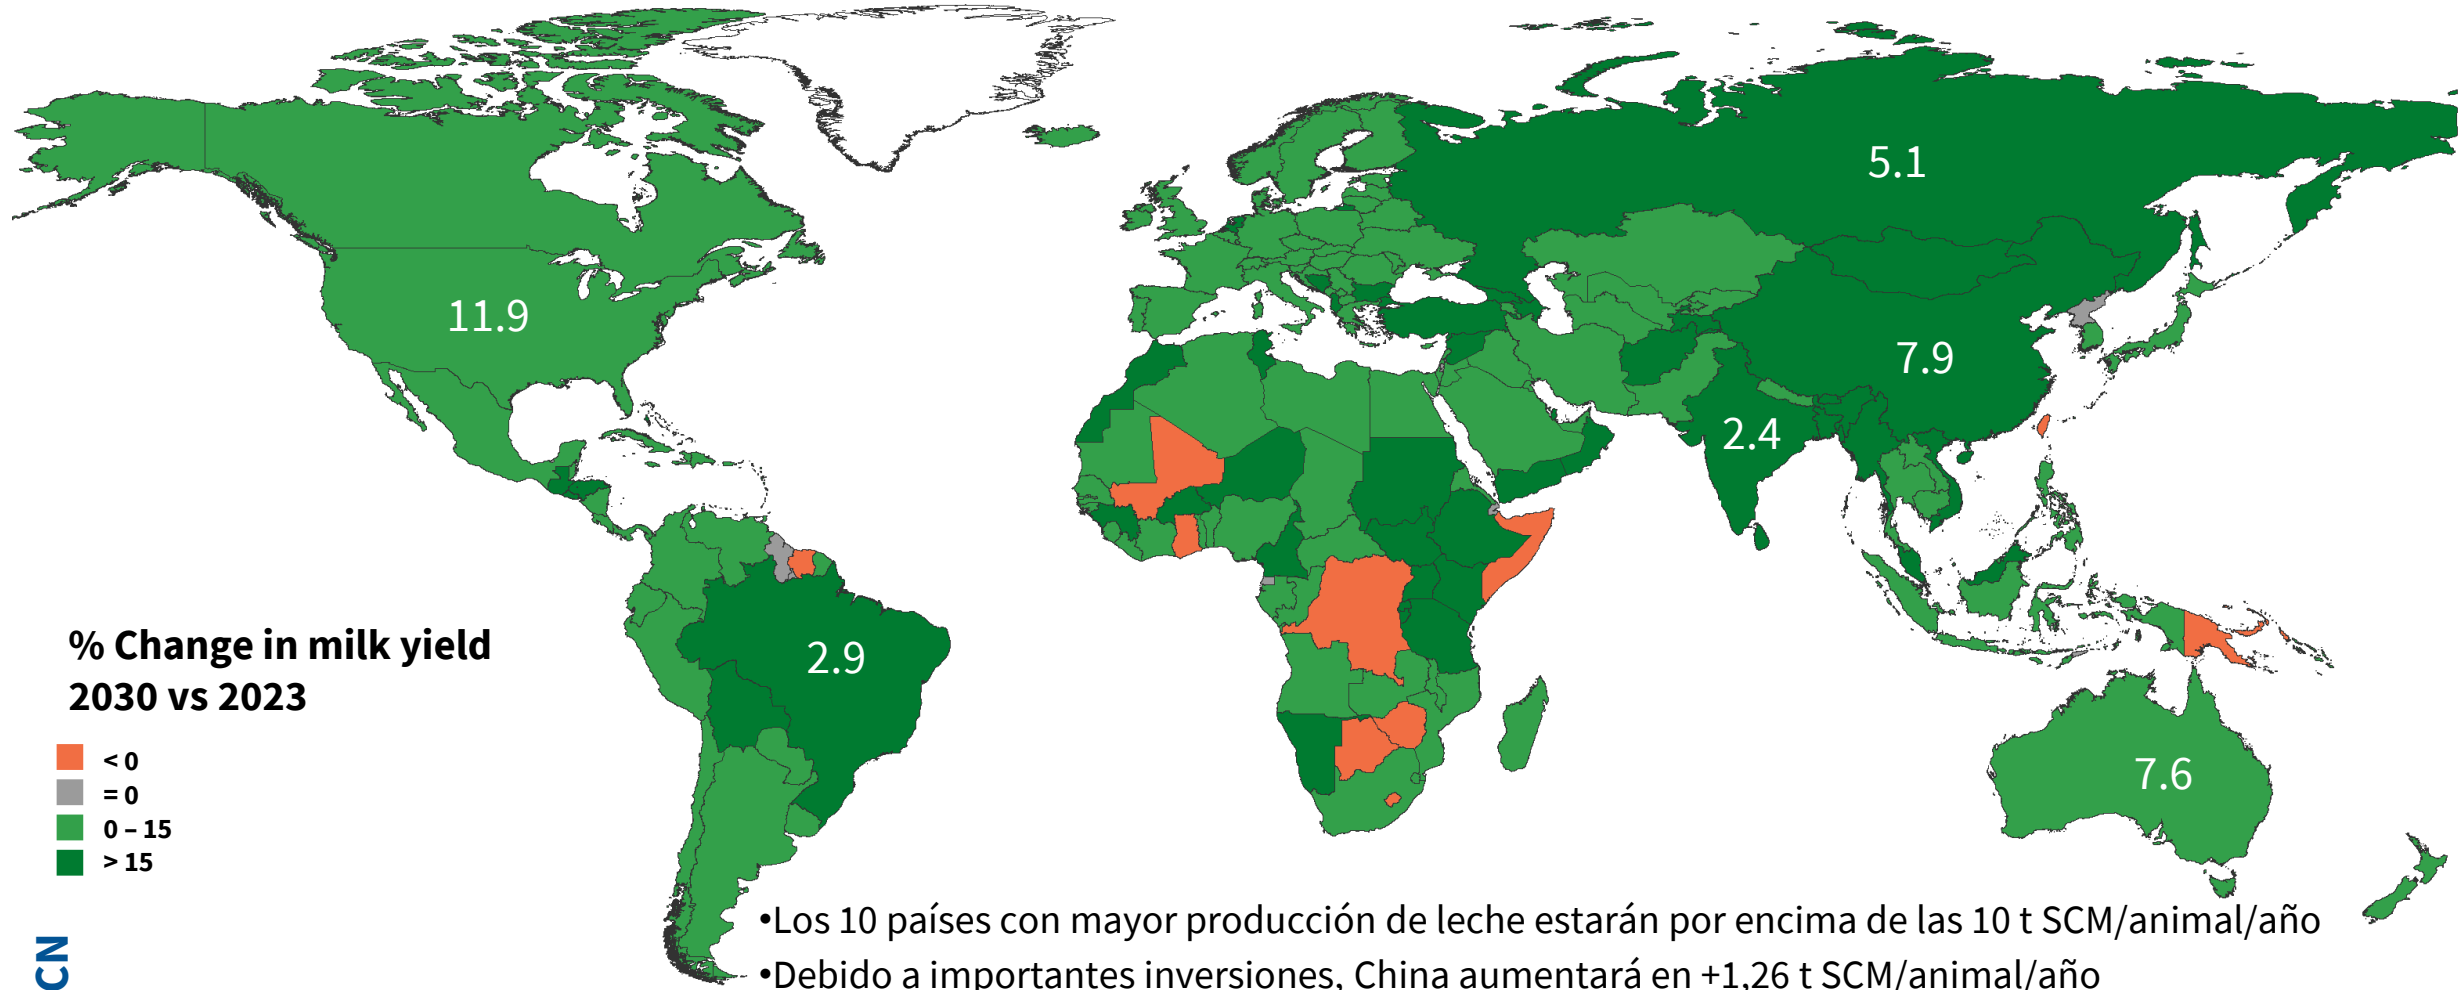 5.1
11.9
7.9
2.4
2.9
7.6
% Change in milk yield
2030 vs 2023
< 0
= 0
0 – 15
> 15
CN
•Los 10 países con mayor producción de leche estarán por encima de las 10 t SCM/animal/año
•Debido a importantes inversiones, China aumentará en +1,26 t SCM/animal/año